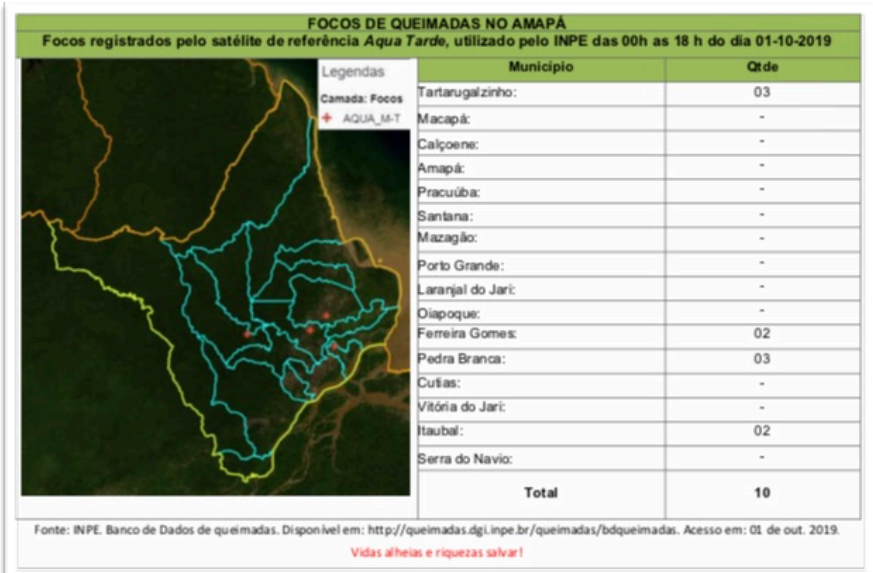 FOCOS DE QUEIMADAS NO AMAPÁ
Focos registrados pelo satélite de referência Aqua Tarde, utilizado pelo INPE das 00h as 18 h do dia 01-10-2019
Legendas
Camada: Focos
AQUA_M-T
Município Qtde
Tartarugalzinho: 03
Macapá: -
Calçoene: -
Amapá: -
Pracuúba: -
Santana: -
Mazagão: -
Porto Grande: -
Laranjal do Jari: -
Oiapoque: -
Ferreira Gomes: 02
Pedra Branca: 03
Cutias: -
Vitória do Jari: -
Itaubal: 02
Serra do Navio: -
Total 10
Fonte: INPE. Banco de Dados de queimadas. Disponível em: http://queimadas.dgi.inpe.br/queimadas/bdqueimadas. Acesso em: 01 de out. 2019.
Vidas alheias e riquezas salvar!